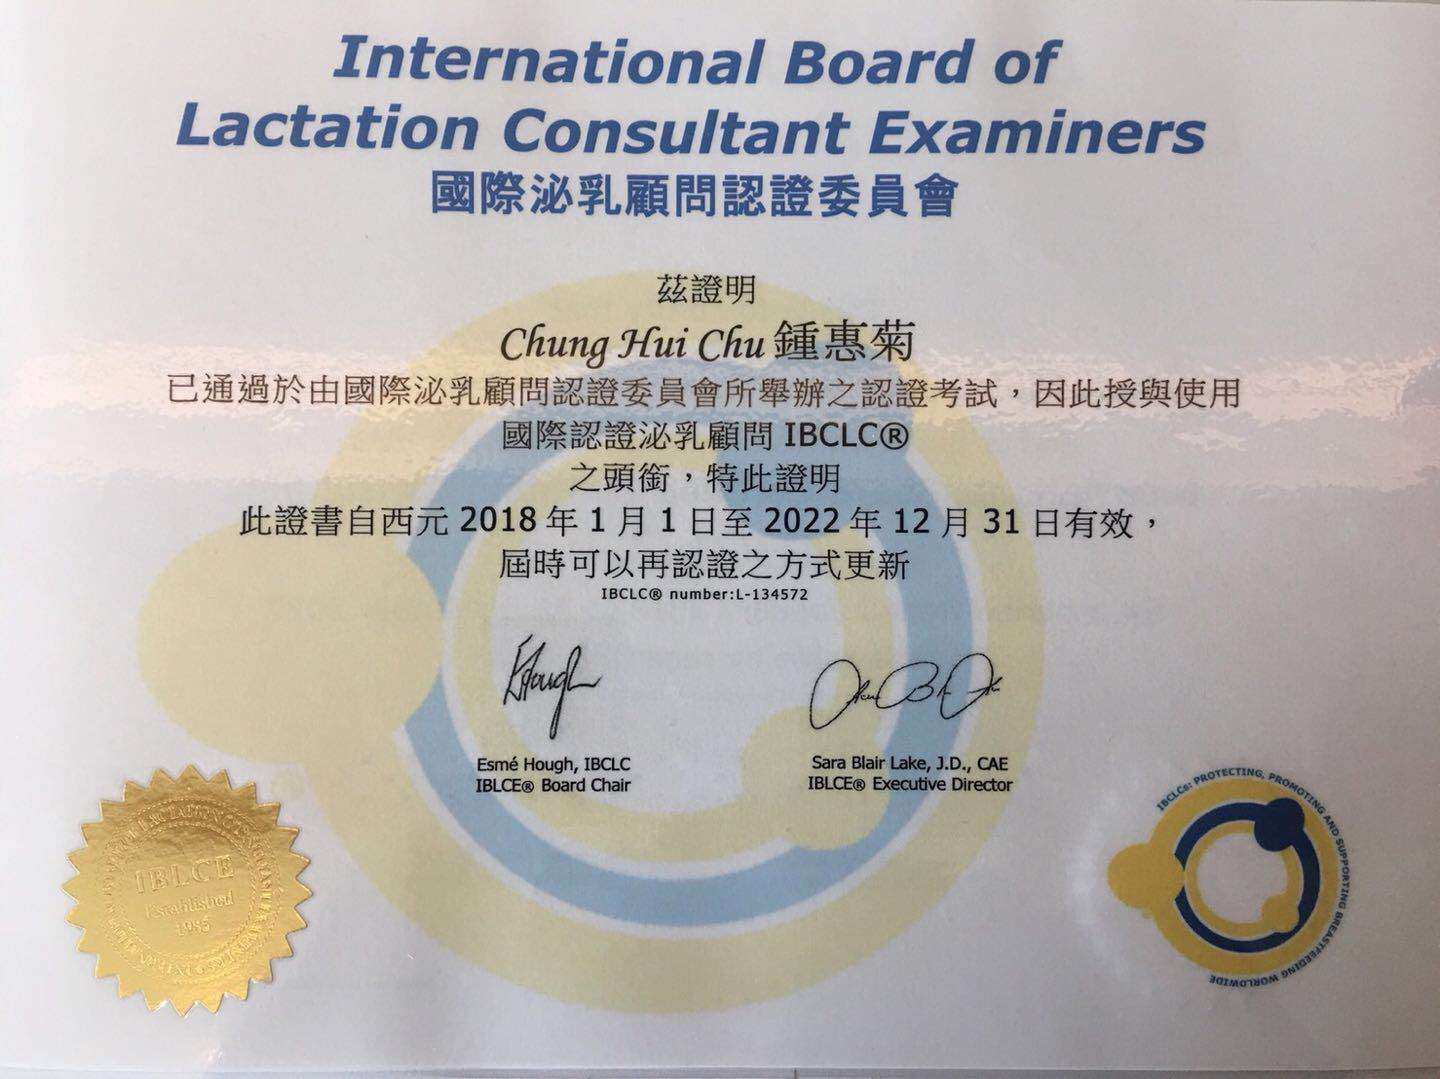 International Board of
Lactation Consultant Examiners
國際泌乳顧問認證委員會
茲證明
Chung Hui Chu 鍾惠菊
已通過於由國際泌乳顧問認證委員會所舉辦之認證考試，因此授與使用
國際認證泌乳顧問 IBCLC®
之頭銜，特此證明
此證書自西元 2018 年 1 月 1 日至 2022 年 12 月 31 日有效，
屆時可以再認證之方式更新
IBCLC® number:L-134572
Esmé Hough, IBCLC
IBLCE® Board Chair
Sara Blair Lake, J.D., CAE
IBLCE® Executive Director
IBLCE
Established
1985
IBCLCs: PROTECTING, PROMOTING AND SUPPORTING BREASTFEEDING WORLDWIDE